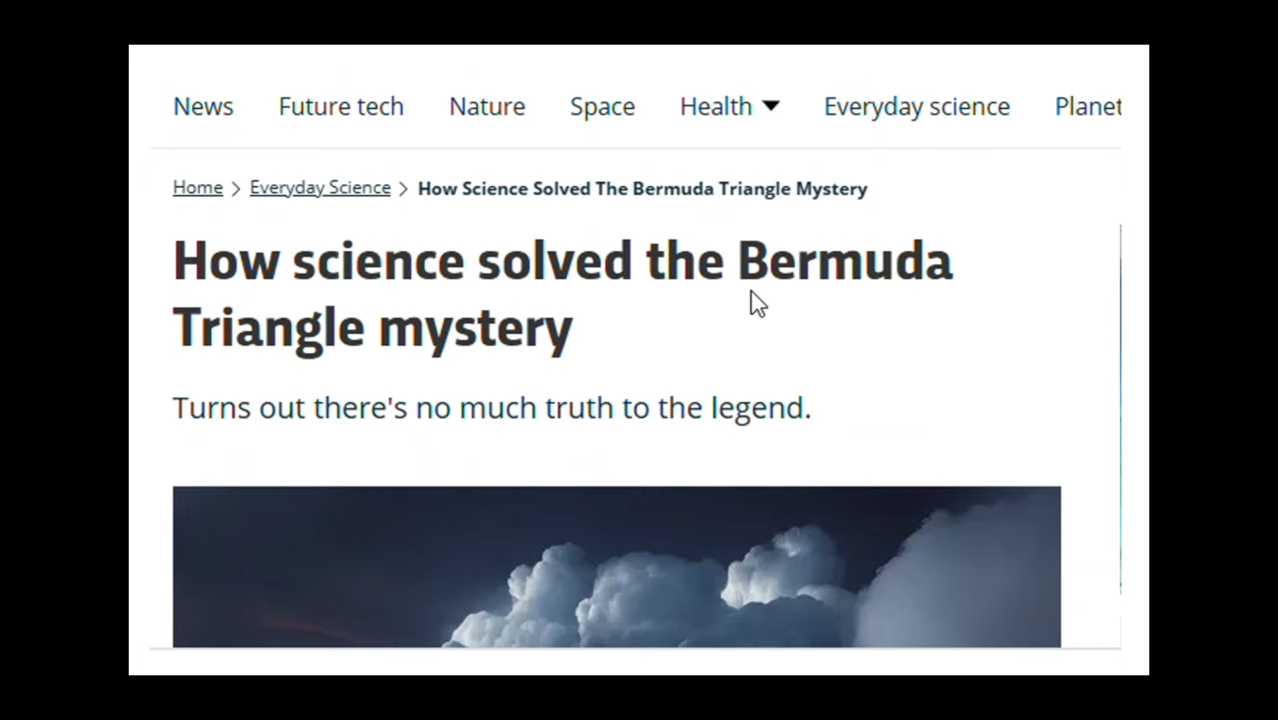 News Future tech Nature Space Health Everyday science Planet
Home > Everyday Science > How Science Solved The Bermuda Triangle Mystery
How science solved the Bermuda
Triangle mystery
Turns out there's no much truth to the legend.